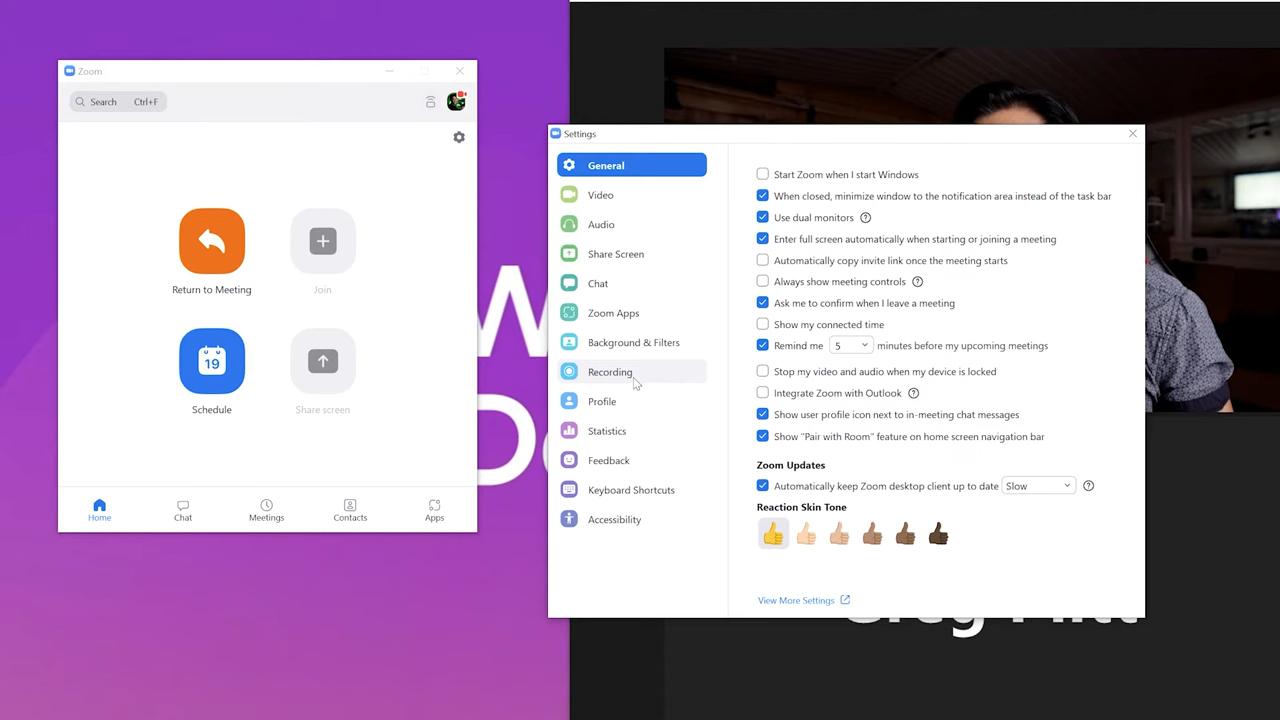 Zoom
Search Ctrl+F
Return to Meeting
Join
19
Schedule
Share screen
Home
Chat
Meetings
Contacts
Apps
Settings
General
Video
Audio
Share Screen
Chat
Zoom Apps
Background & Filters
Recording
Profile
Statistics
Feedback
Keyboard Shortcuts
Accessibility
Start Zoom when I start Windows
When closed, minimize window to the notification area instead of the task bar
Use dual monitors
Enter full screen automatically when starting or joining a meeting
Automatically copy invite link once the meeting starts
Always show meeting controls
Ask me to confirm when I leave a meeting
Show my connected time
Remind me 5 minutes before my upcoming meetings
Stop my video and audio when my device is locked
Integrate Zoom with Outlook
Show user profile icon next to in-meeting chat messages
Show "Pair with Room" feature on home screen navigation bar
Zoom Updates
Automatically keep Zoom desktop client up to date Slow
Reaction Skin Tone
View More Settings